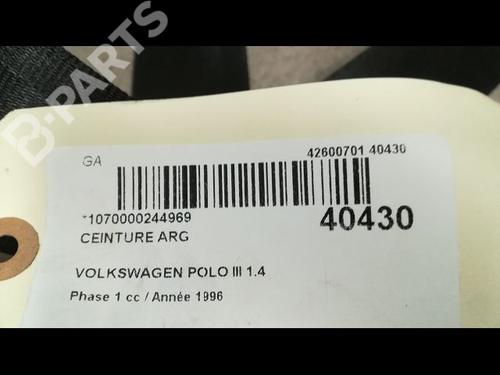 B-PARTS
GA
42600701 40430
*1070000244969
40430
CEINTURE ARG
VOLKSWAGEN POLO III 1.4
Phase 1 cc / Année 1996